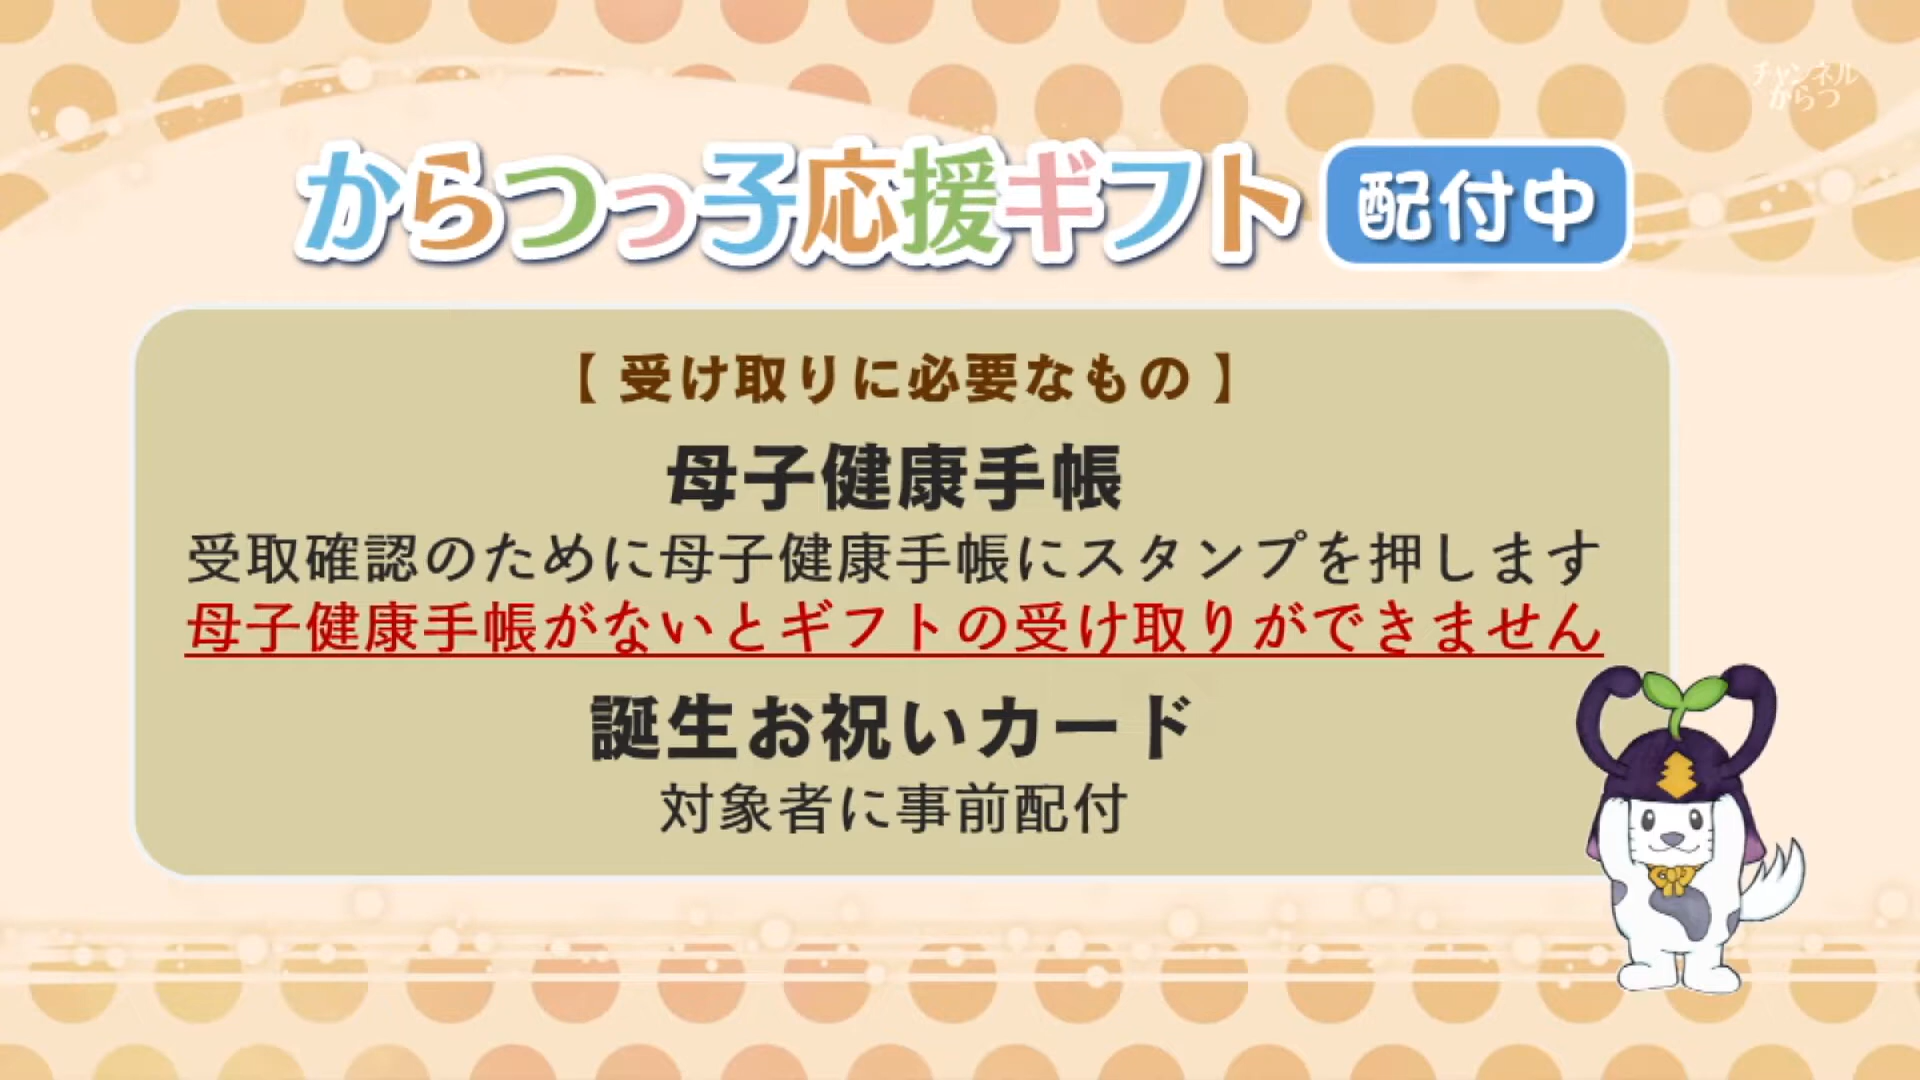 チャンネル
からつ
からつっ子応援ギフト 配付中
【 受け取りに必要なもの 】
母子健康手帳
受取確認のために母子健康手帳にスタンプを押します
母子健康手帳がないとギフトの受け取りができません
誕生お祝いカード
対象者に事前配付